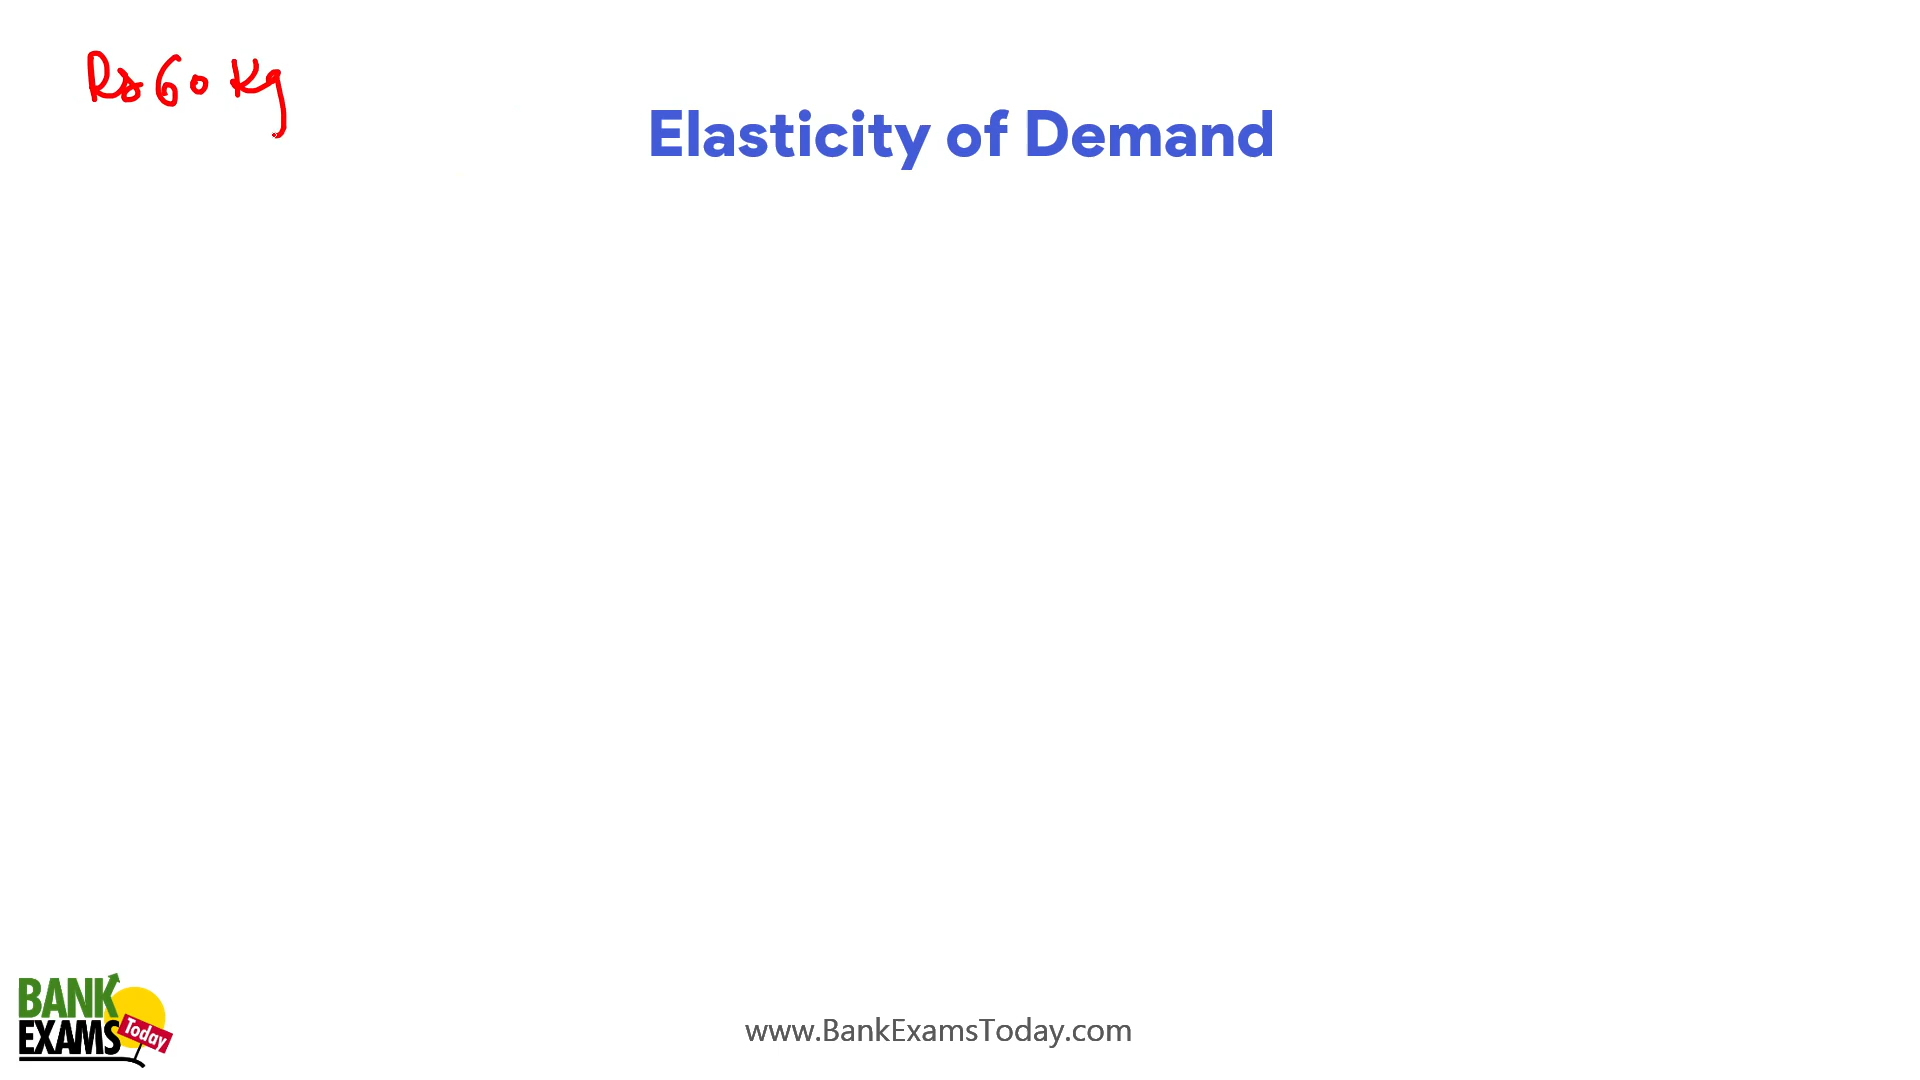 Rs 60 Kg
Elasticity of Demand
BANK
EXAMS
Today
www.BankExamsToday.com